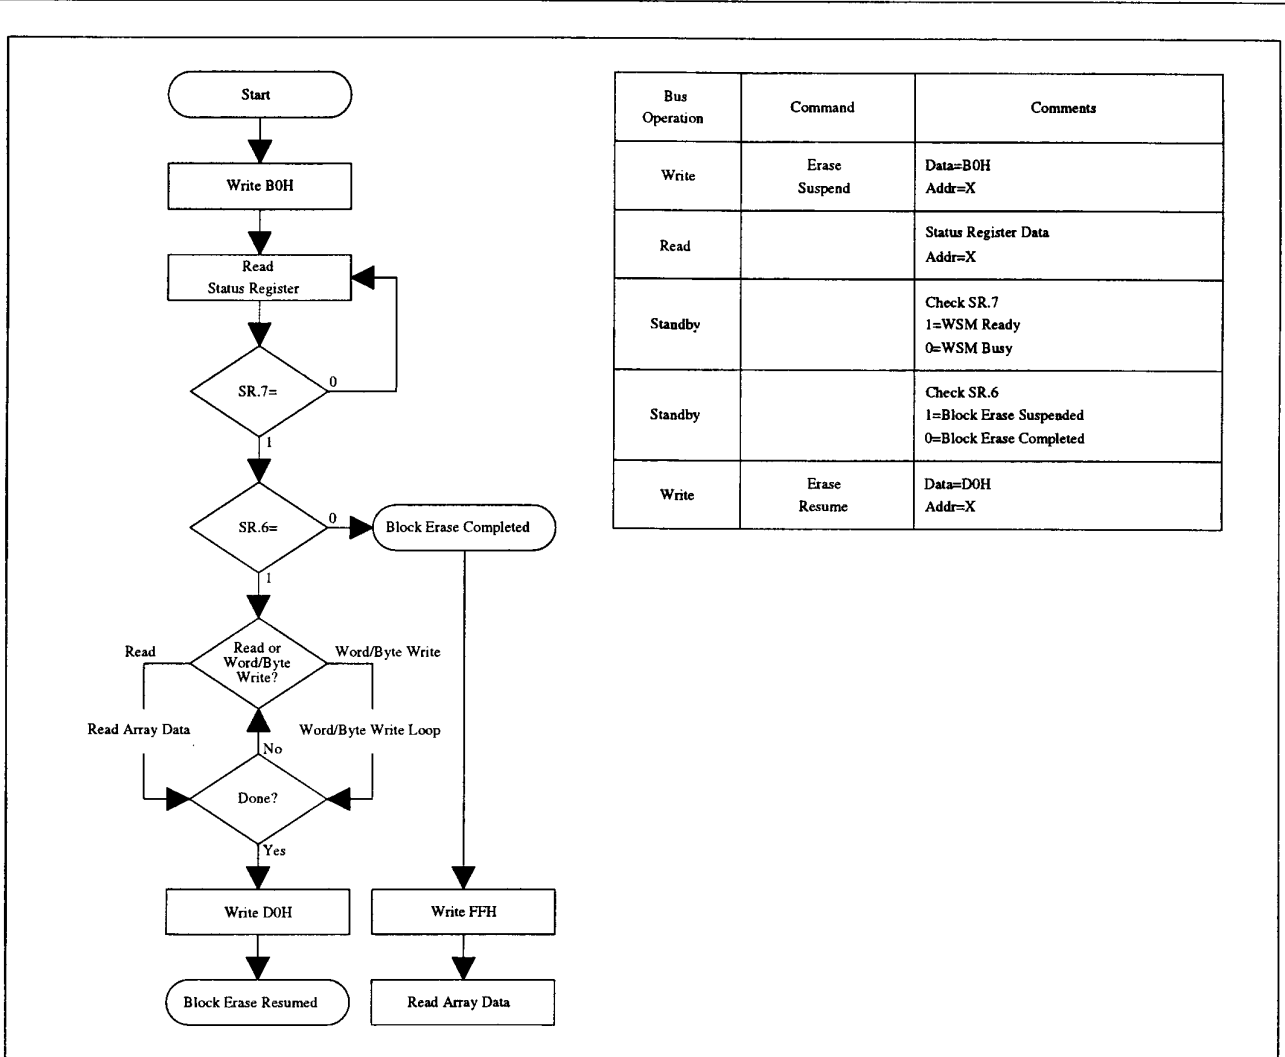 Start
Write B0H
Read
Status Register
SR.7=
0
1
SR.6=
0
Block Erase Completed
1
Read or
Word/Byte
Write?
Read
Word/Byte Write
Read Array Data
Word/Byte Write Loop
No
Done?
Yes
Write D0H
Write FFH
Block Erase Resumed
Read Array Data
Bus
Operation
Command
Comments
Write
Erase
Suspend
Data=B0H
Addr=X
Read
Status Register Data
Addr=X
Standby
Check SR.7
1=WSM Ready
0=WSM Busy
Standby
Check SR.6
1=Block Erase Suspended
0=Block Erase Completed
Write
Erase
Resume
Data=D0H
Addr=X